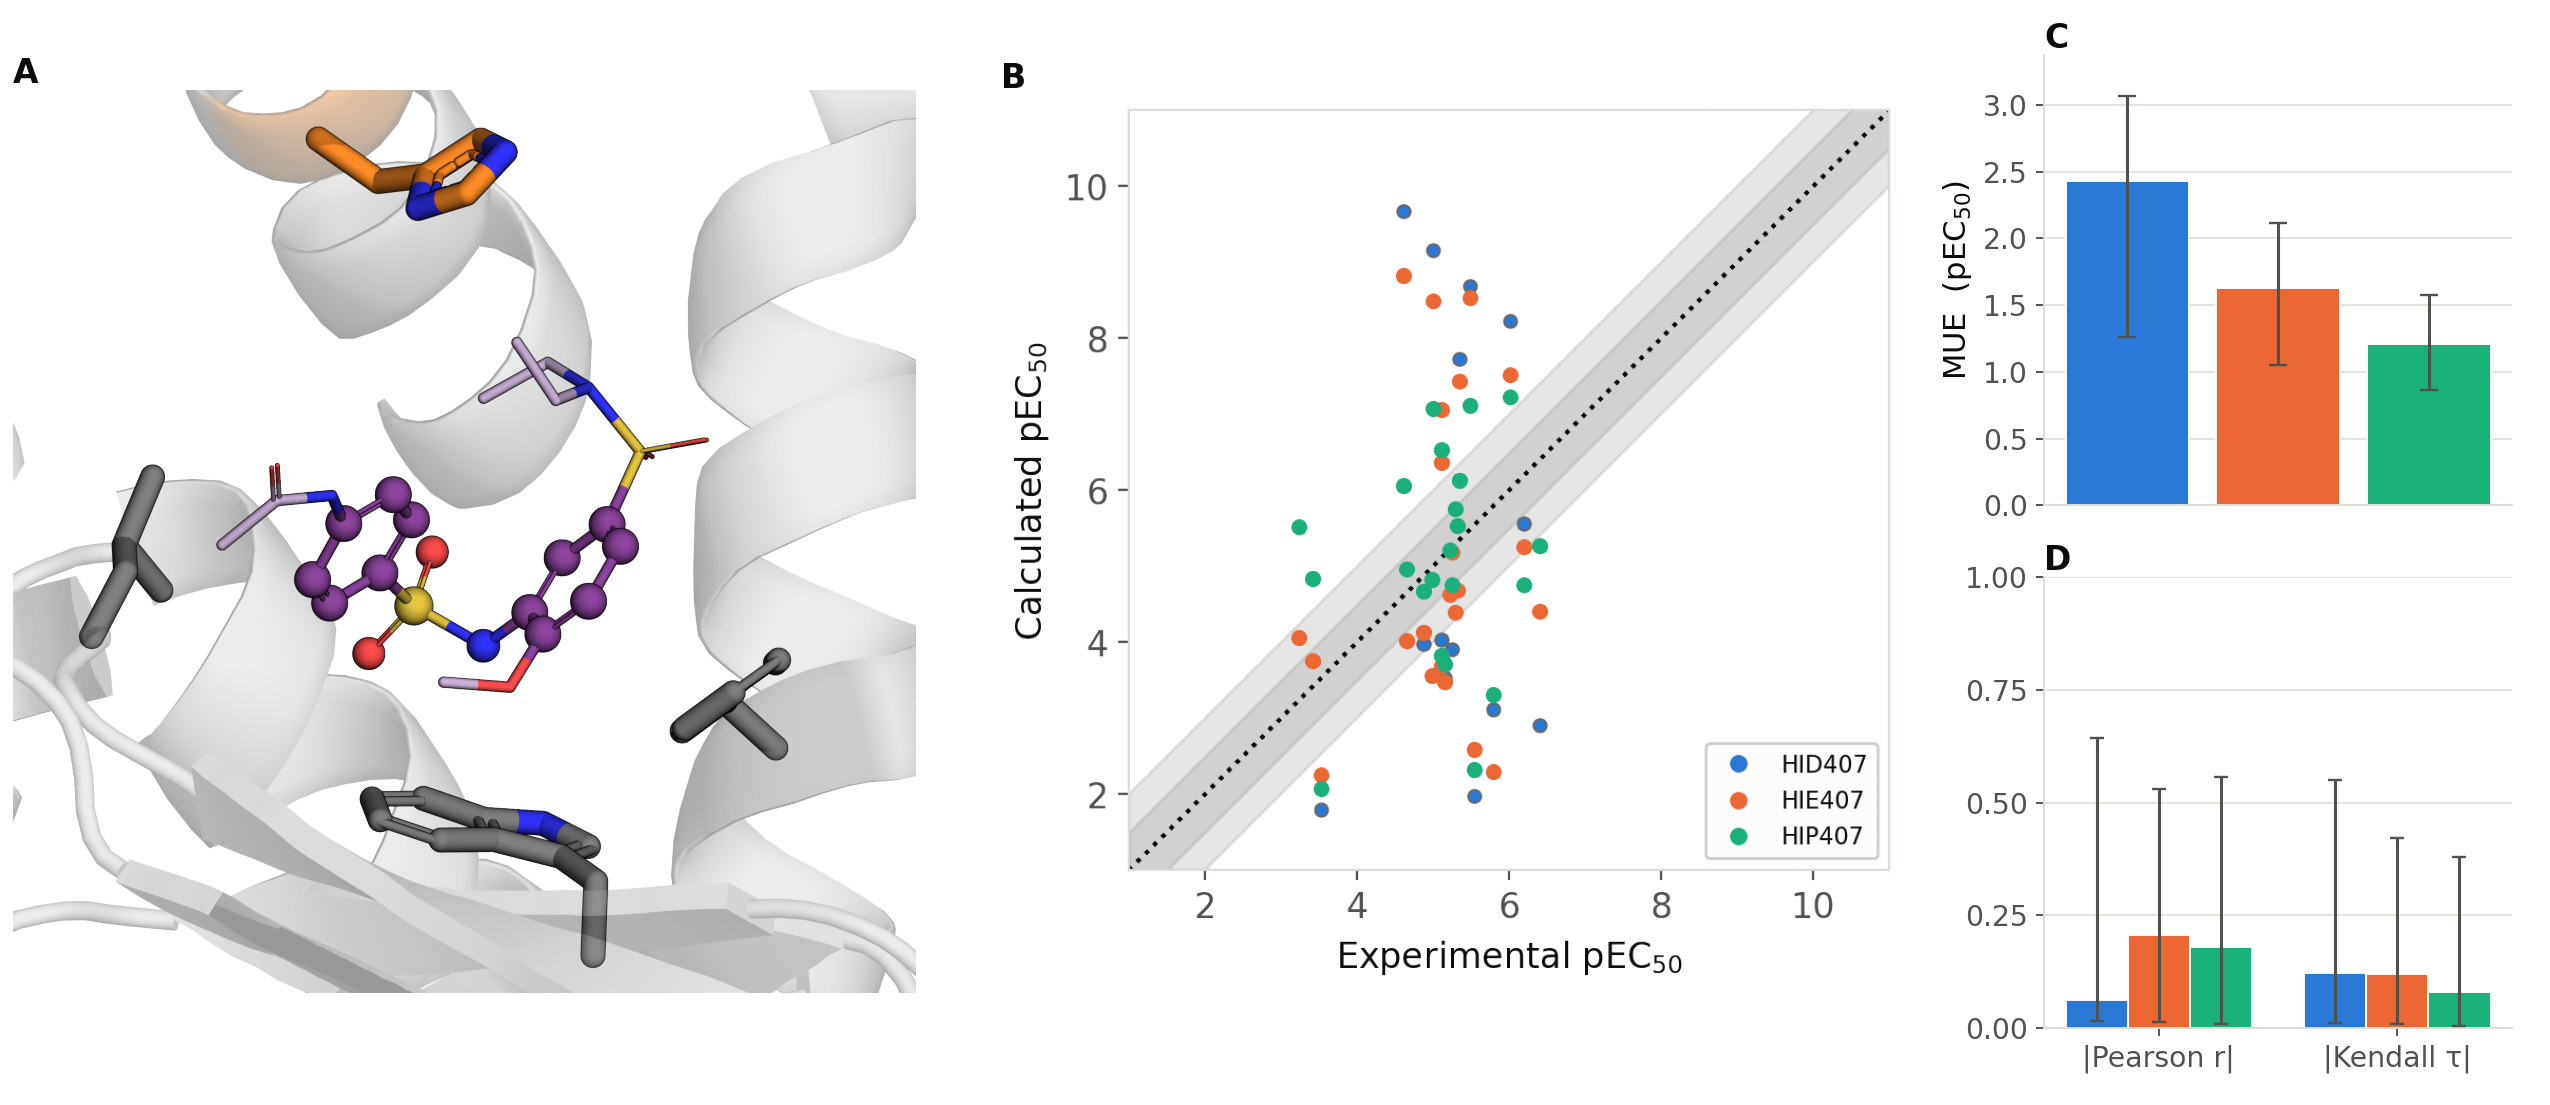 A
B
10
8
6
4
2
Calculated pEC50
2 4 6 8 10
Experimental pEC50
HID407
HIE407
HIP407
C
3.0
2.5
2.0
1.5
1.0
0.5
0.0
MUE (pEC50)
D
1.00
0.75
0.50
0.25
0.00
|Pearson r| |Kendall τ|